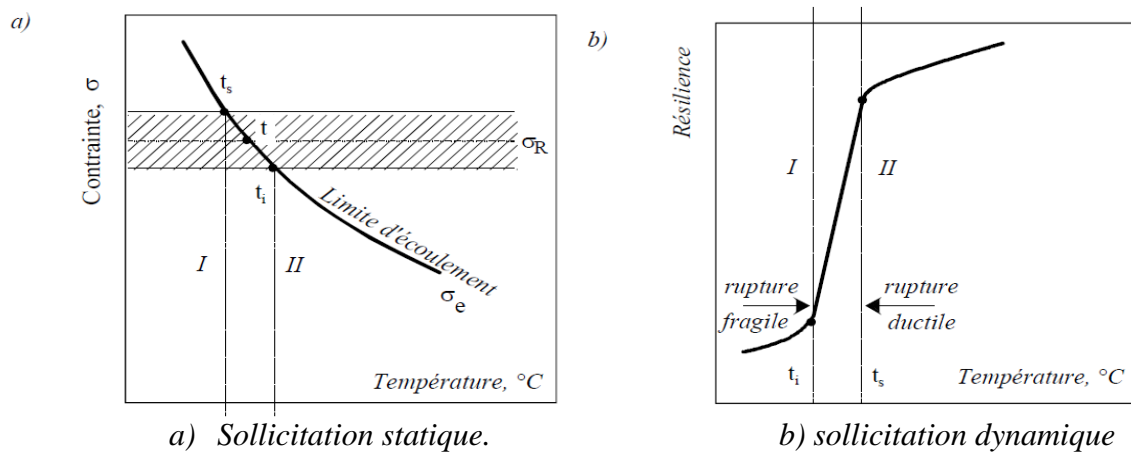 a)
Contrainte, σ
t_s
t
t_i
σ_R
Limite d'écoulement
σ_e
I
II
Température, °C
a) Sollicitation statique.
b)
Résilience
I
II
rupture fragile
rupture ductile
t_i
t_s
Température, °C
b) sollicitation dynamique